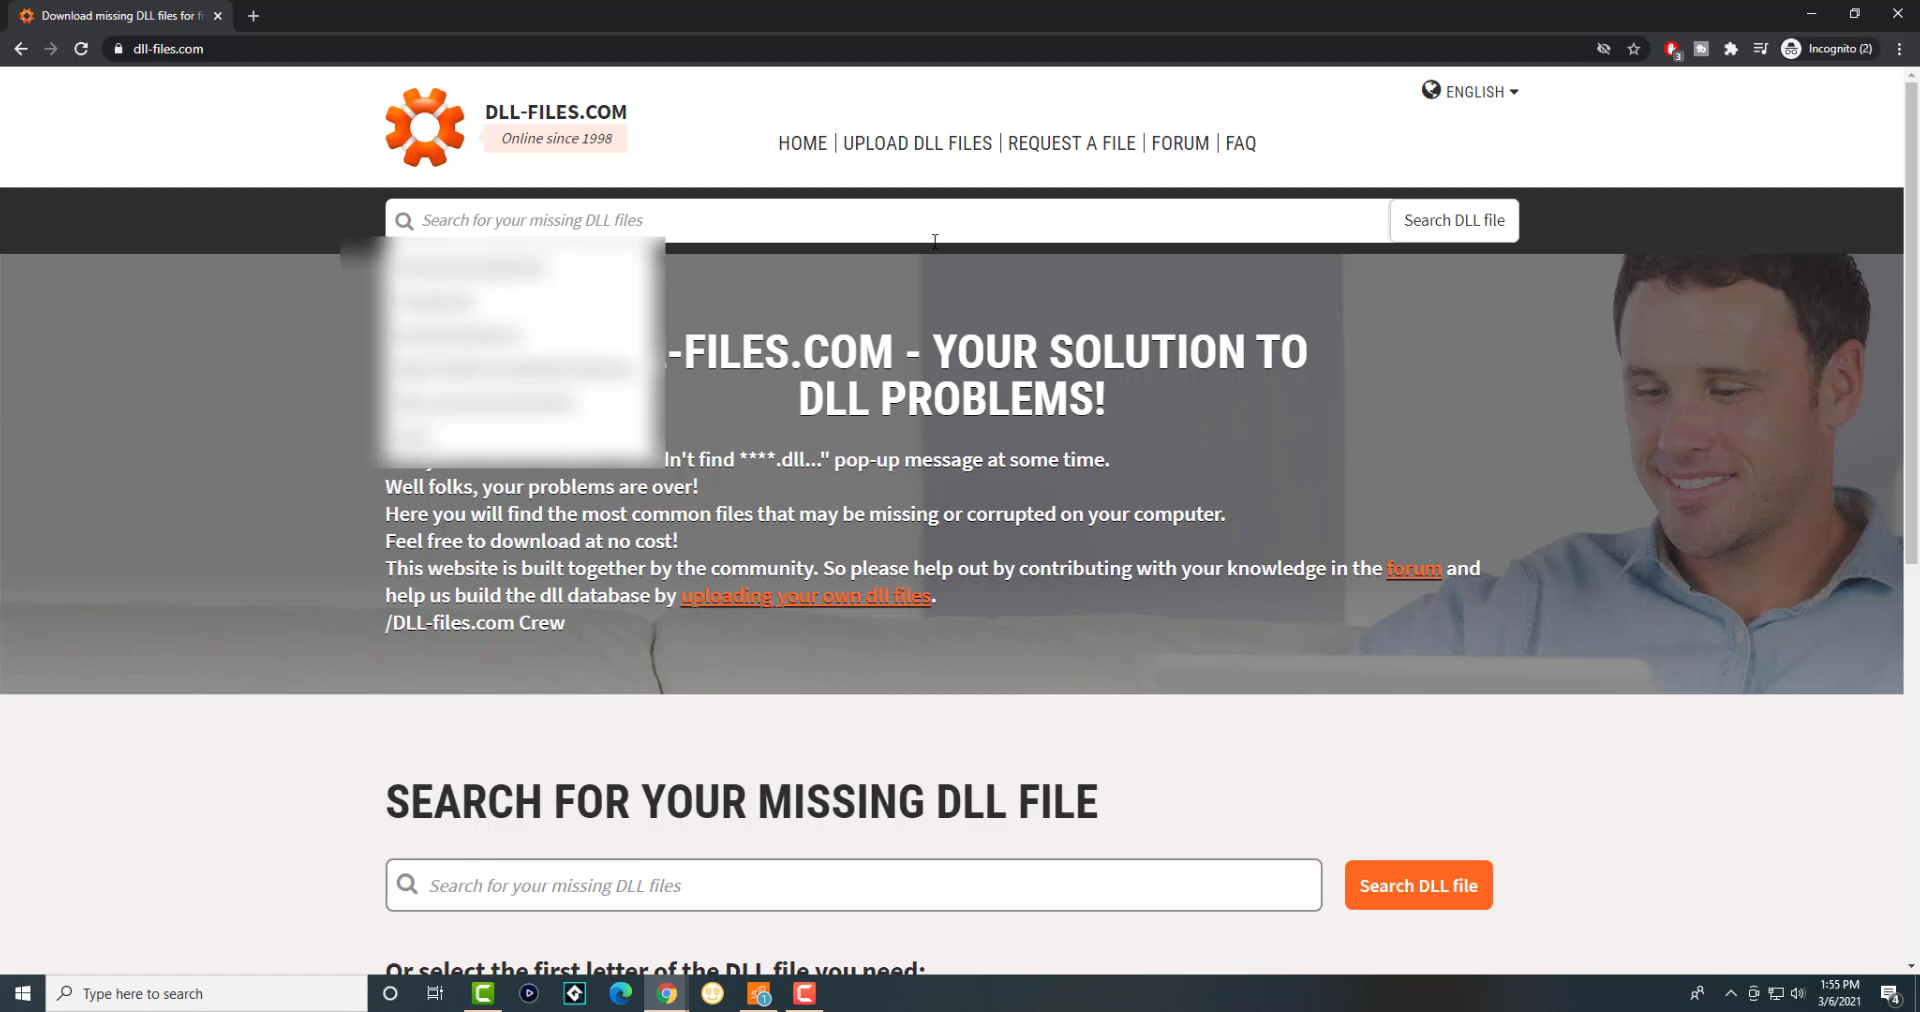 Download missing DLL files for fr
dll-files.com
3
Incognito (2)
DLL-FILES.COM
Online since 1998
ENGLISH
HOME | UPLOAD DLL FILES | REQUEST A FILE | FORUM | FAQ
Search for your missing DLL files
Search DLL file
-FILES.COM - YOUR SOLUTION TO
DLL PROBLEMS!
dn't find ****.dll..." pop-up message at some time.
Well folks, your problems are over!
Here you will find the most common files that may be missing or corrupted on your computer.
Feel free to download at no cost!
This website is built together by the community. So please help out by contributing with your knowledge in the forum and
help us build the dll database by uploading your own dll files.
/DLL-files.com Crew
SEARCH FOR YOUR MISSING DLL FILE
Search for your missing DLL files
Search DLL file
Or select the first letter of the DLL file you need:
Type here to search
1
1:55 PM
3/6/2021
4